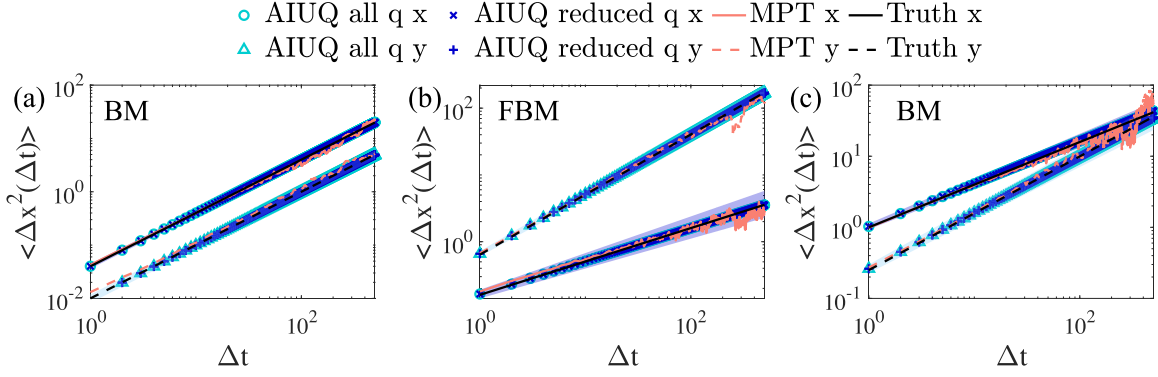 AIUQ all q x AIUQ reduced q x MPT x Truth x
AIUQ all q y AIUQ reduced q y MPT y Truth y
(a) BM
10^2
10^0
10^-2
<Δx^2(Δt)>
10^0 10^2
Δt
(b) FBM
10^2
10^0
<Δx^2(Δt)>
10^0 10^2
Δt
(c) BM
10^2
10^1
10^0
10^-1
<Δx^2(Δt)>
10^0 10^2
Δt